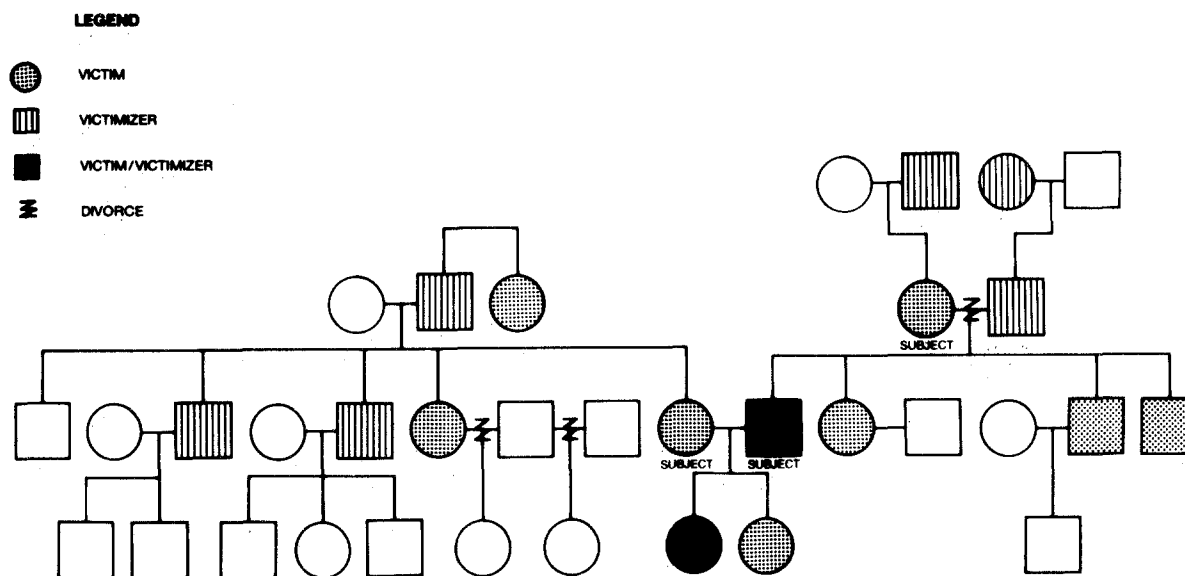 LEGEND
VICTIM
VICTIMIZER
VICTIM/VICTIMIZER
DIVORCE
SUBJECT
SUBJECT
SUBJECT